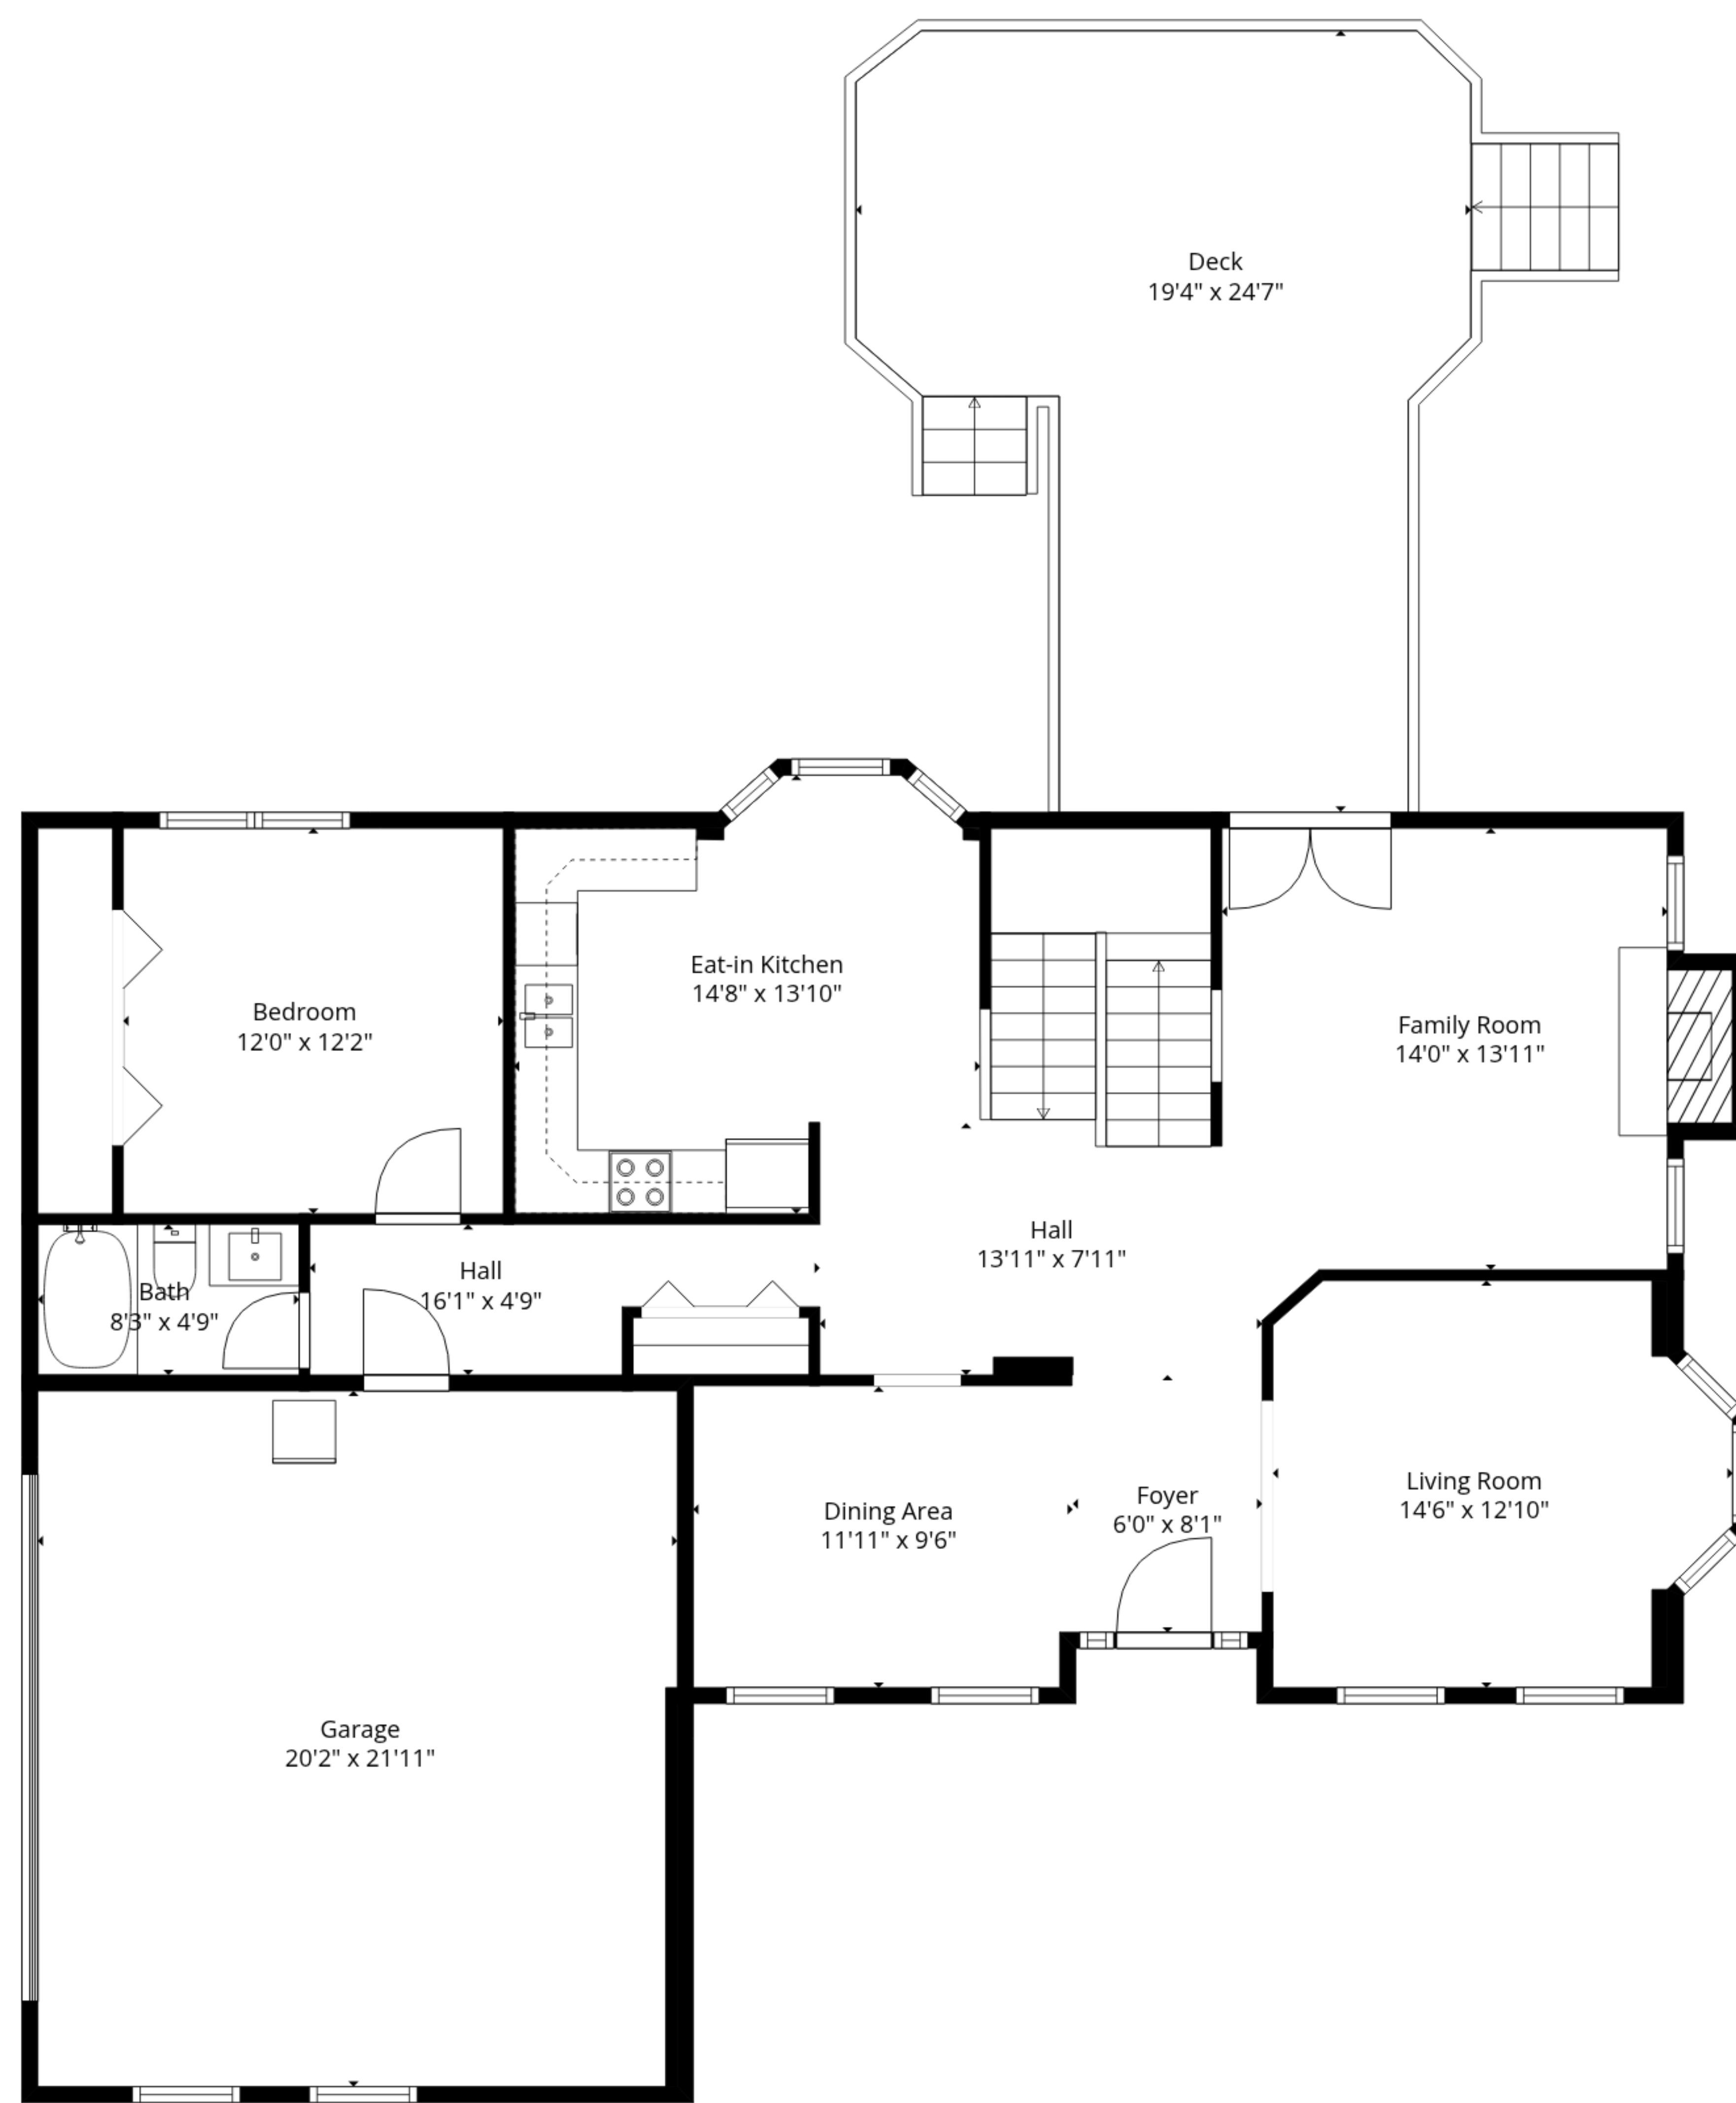 Deck
19'4" x 24'7"
Eat-in Kitchen
14'8" x 13'10"
Bedroom
12'0" x 12'2"
Family Room
14'0" x 13'11"
Hall
13'11" x 7'11"
Hall
16'1" x 4'9"
Bath
8'3" x 4'9"
Living Room
14'6" x 12'10"
Foyer
6'0" x 8'1"
Dining Area
11'11" x 9'6"
Garage
20'2" x 21'11"